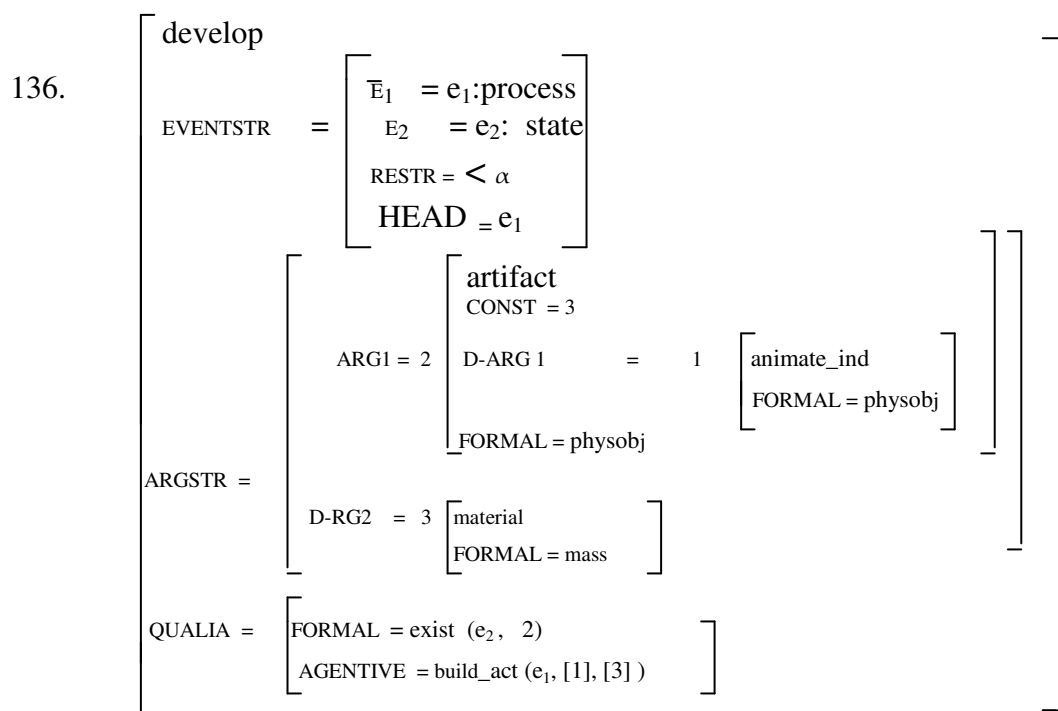 develop
136.
EVENTSTR = E̅₁ = e₁:process
E₂ = e₂: state
RESTR = < α
HEAD = e₁
artifact
CONST = 3
ARG1 = 2 D-ARG 1 = 1 animate_ind
FORMAL = physobj
FORMAL = physobj
ARGSTR =
D-RG2 = 3 material
FORMAL = mass
QUALIA = FORMAL = exist (e₂, 2)
AGENTIVE = build_act (e₁, [1], [3] )